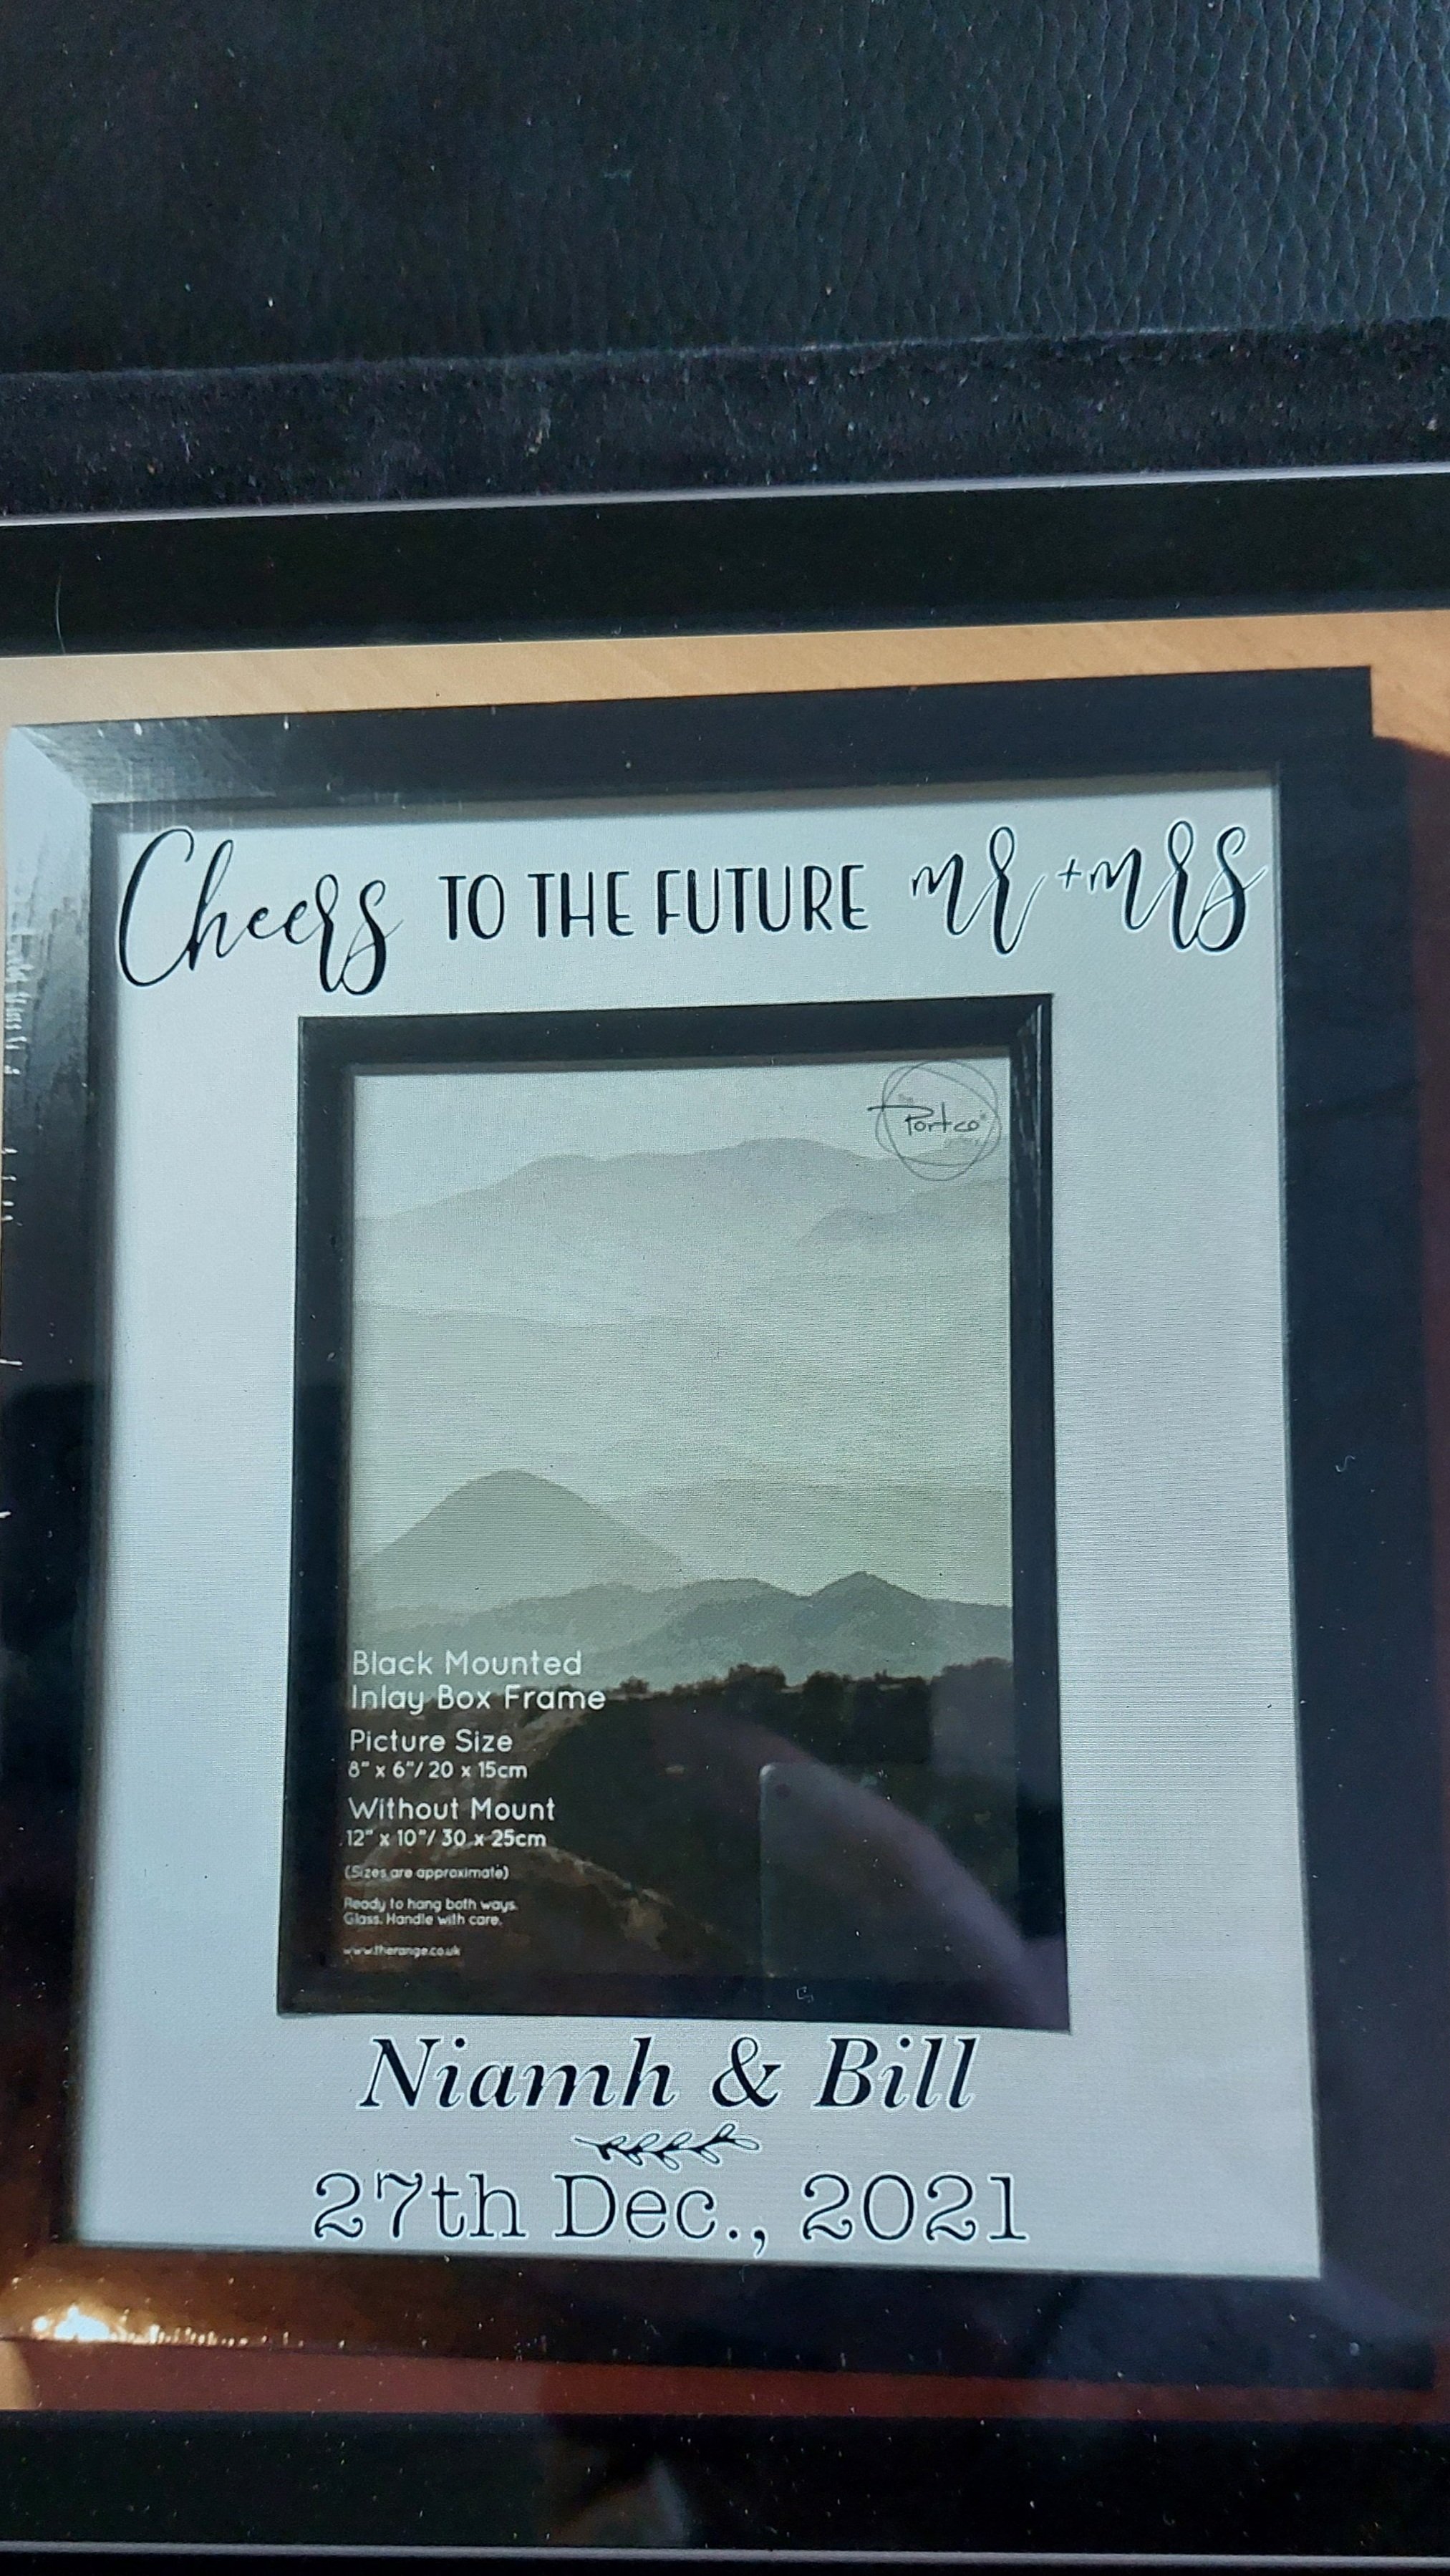 Cheers TO THE FUTURE mr + mrs
The
Portco
gallery
Black Mounted
Inlay Box Frame
Picture Size
8" x 6"/ 20 x 15cm
Without Mount
12" x 10"/ 30 x 25cm
(Sizes are approximate)
Ready to hang both ways.
Glass. Handle with care.
www.therange.co.uk
Niamh & Bill
27th Dec., 2021